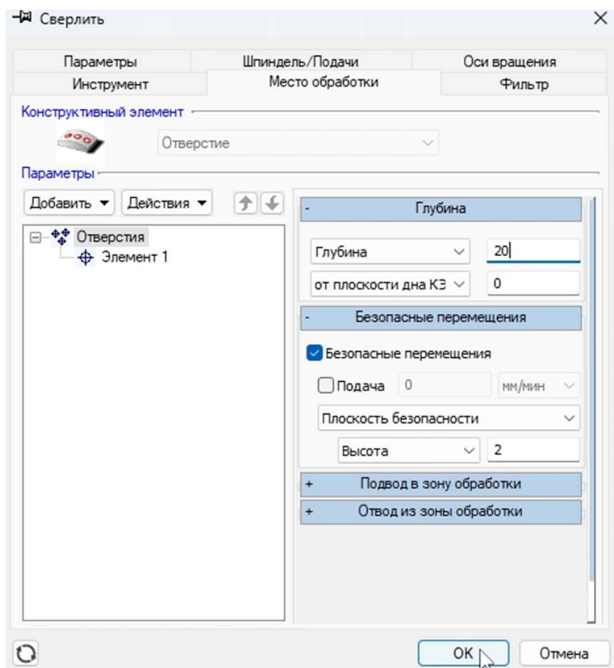 Сверлить
Параметры Шпиндель/Подачи Оси вращения
Инструмент Место обработки Фильтр
Конструктивный элемент
Отверстие
Параметры
Добавить Действия
Отверстия
Элемент 1
- Глубина
Глубина 20
от плоскости дна КЭ 0
- Безопасные перемещения
Безопасные перемещения
Подача 0 мм/мин
Плоскость безопасности
Высота 2
+ Подвод в зону обработки
+ Отвод из зоны обработки
OK Отмена